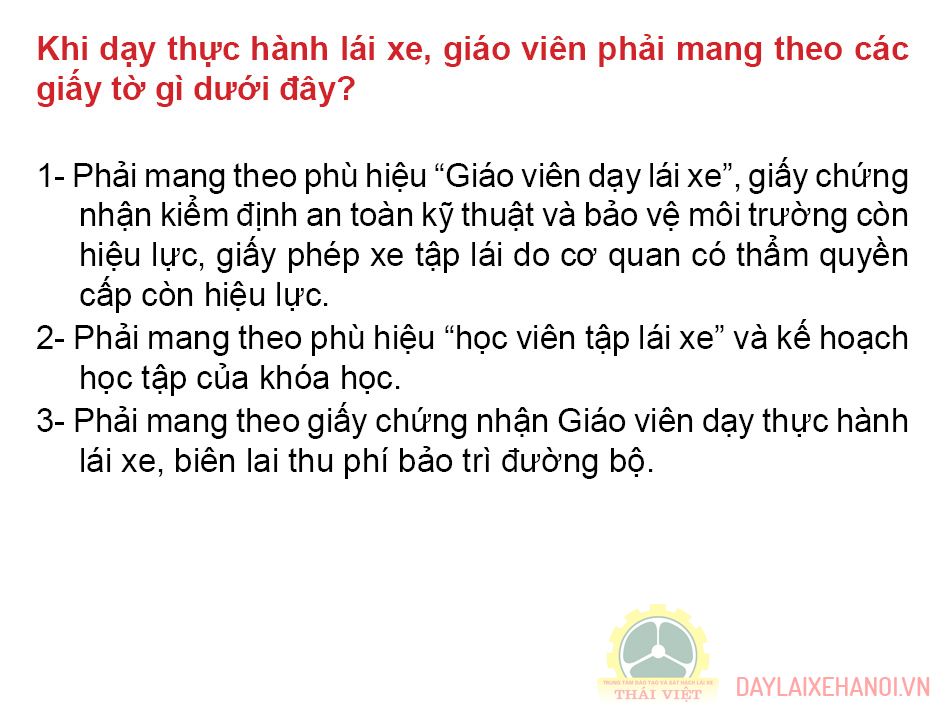 Khi dạy thực hành lái xe, giáo viên phải mang theo các
giấy tờ gì dưới đây?
1- Phải mang theo phù hiệu “Giáo viên dạy lái xe”, giấy chứng
nhận kiểm định an toàn kỹ thuật và bảo vệ môi trường còn
hiệu lực, giấy phép xe tập lái do cơ quan có thẩm quyền
cấp còn hiệu lực.
2- Phải mang theo phù hiệu “học viên tập lái xe” và kế hoạch
học tập của khóa học.
3- Phải mang theo giấy chứng nhận Giáo viên dạy thực hành
lái xe, biên lai thu phí bảo trì đường bộ.
TRUNG TÂM ĐÀO TẠO VÀ SÁT HẠCH LÁI XE
THÁI VIỆT
DAYLAIXEHANOI.VN